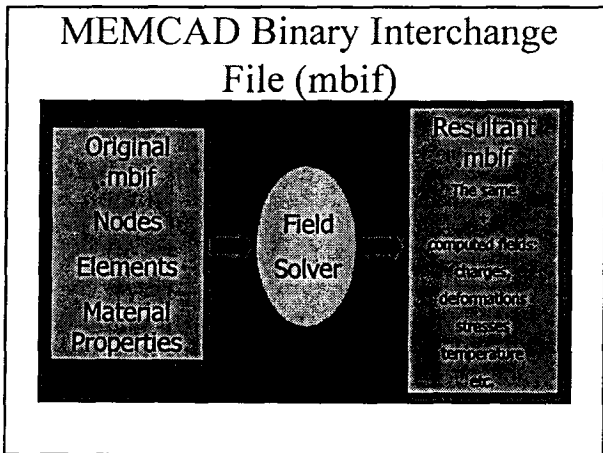 MEMCAD Binary Interchange
File (mbif)
Original
.mbif
Nodes
Elements
Material
Properties
Field
Solver
Resultant
.mbif
The same
+
computed fields:
charges,
deformations
stresses
temperature
etc.